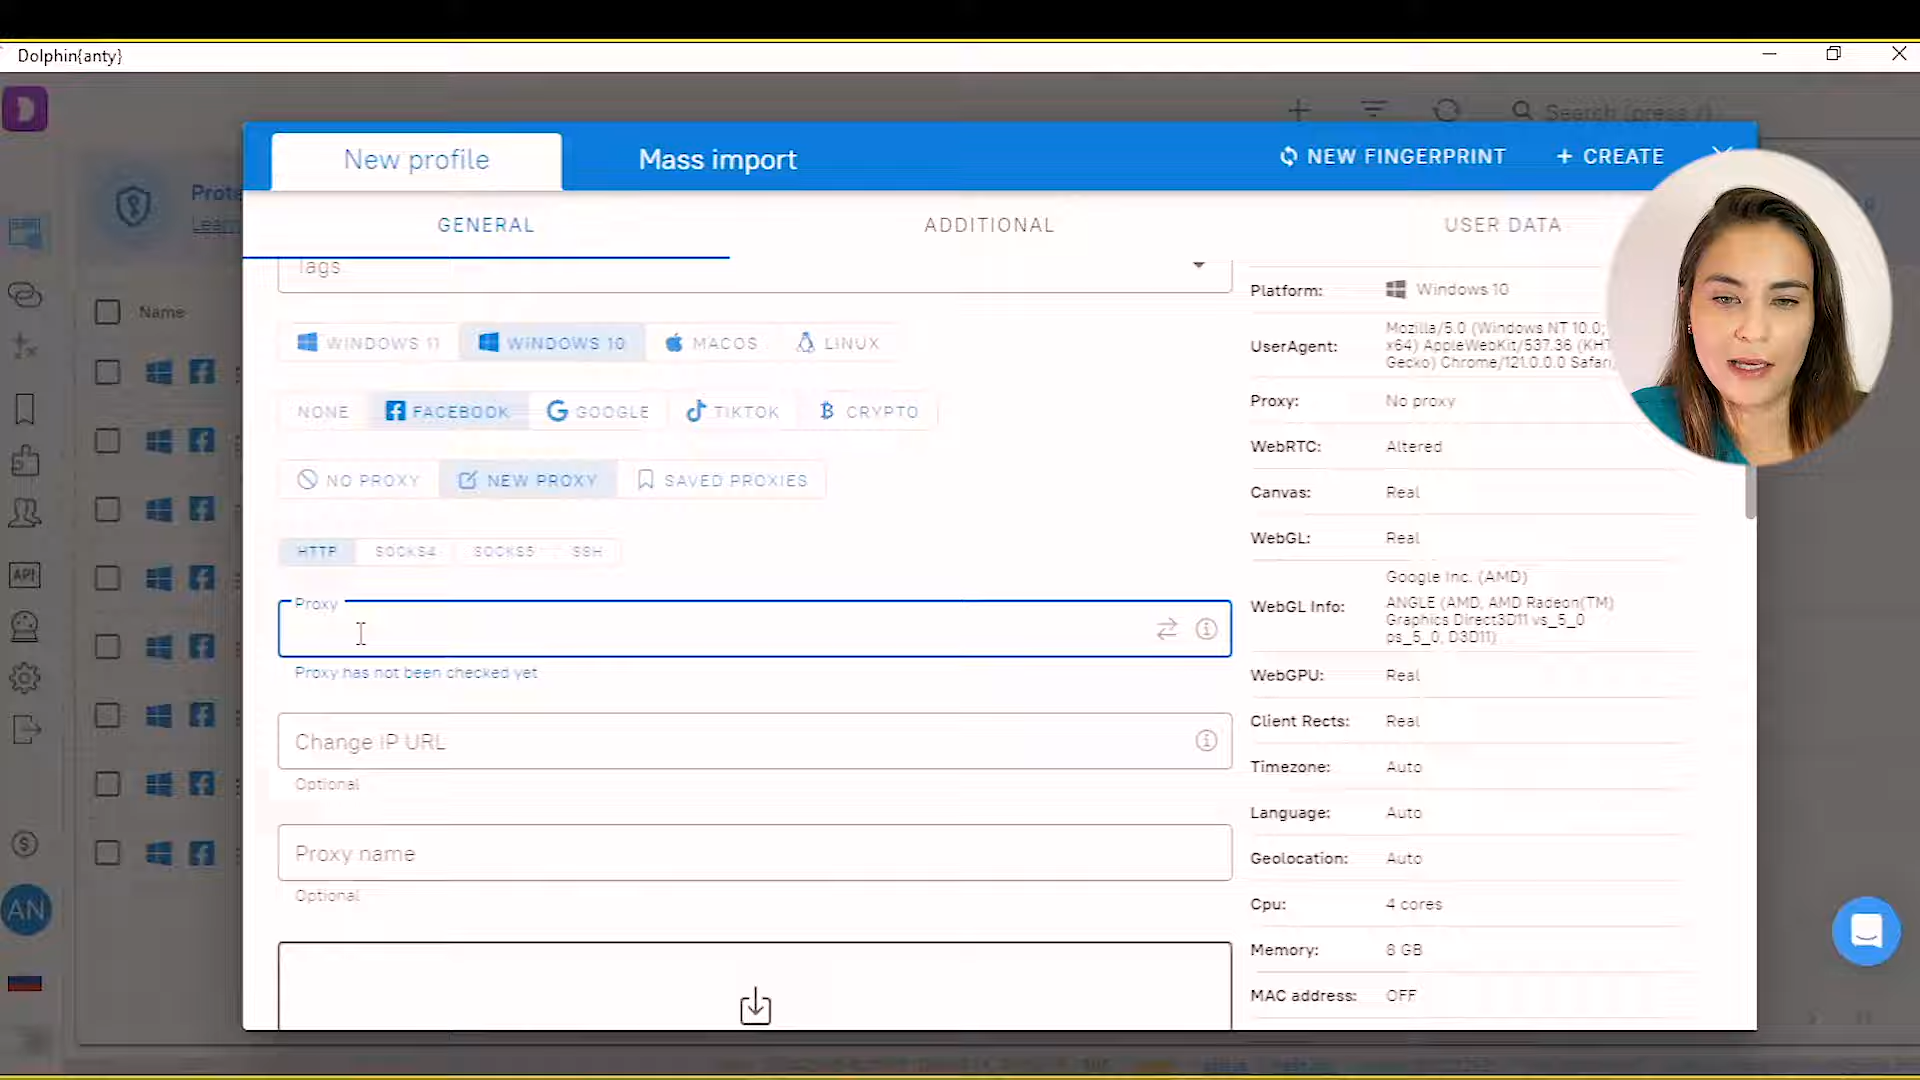 Dolphin{anty}
Search (press /)
New profile
Mass import
NEW FINGERPRINT
+ CREATE
Prote
Learn
GENERAL
ADDITIONAL
USER DATA
Tags
Name
WINDOWS 11
WINDOWS 10
MACOS
LINUX
NONE
FACEBOOK
GOOGLE
TIKTOK
CRYPTO
NO PROXY
NEW PROXY
SAVED PROXIES
HTTP
SOCKS4
SOCKS5
SSH
Proxy
Proxy has not been checked yet
Change IP URL
Optional
Proxy name
Optional
Platform: Windows 10
UserAgent: Mozilla/5.0 (Windows NT 10.0;
x64) AppleWebKit/537.36 (KHT
Gecko) Chrome/121.0.0.0 Safari
Proxy: No proxy
WebRTC: Altered
Canvas: Real
WebGL: Real
WebGL Info: Google Inc. (AMD)
ANGLE (AMD, AMD Radeon(TM)
Graphics Direct3D11 vs_5_0
ps_5_0, D3D11)
WebGPU: Real
Client Rects: Real
Timezone: Auto
Language: Auto
Geolocation: Auto
Cpu: 4 cores
Memory: 8 GB
MAC address: OFF
API
AN